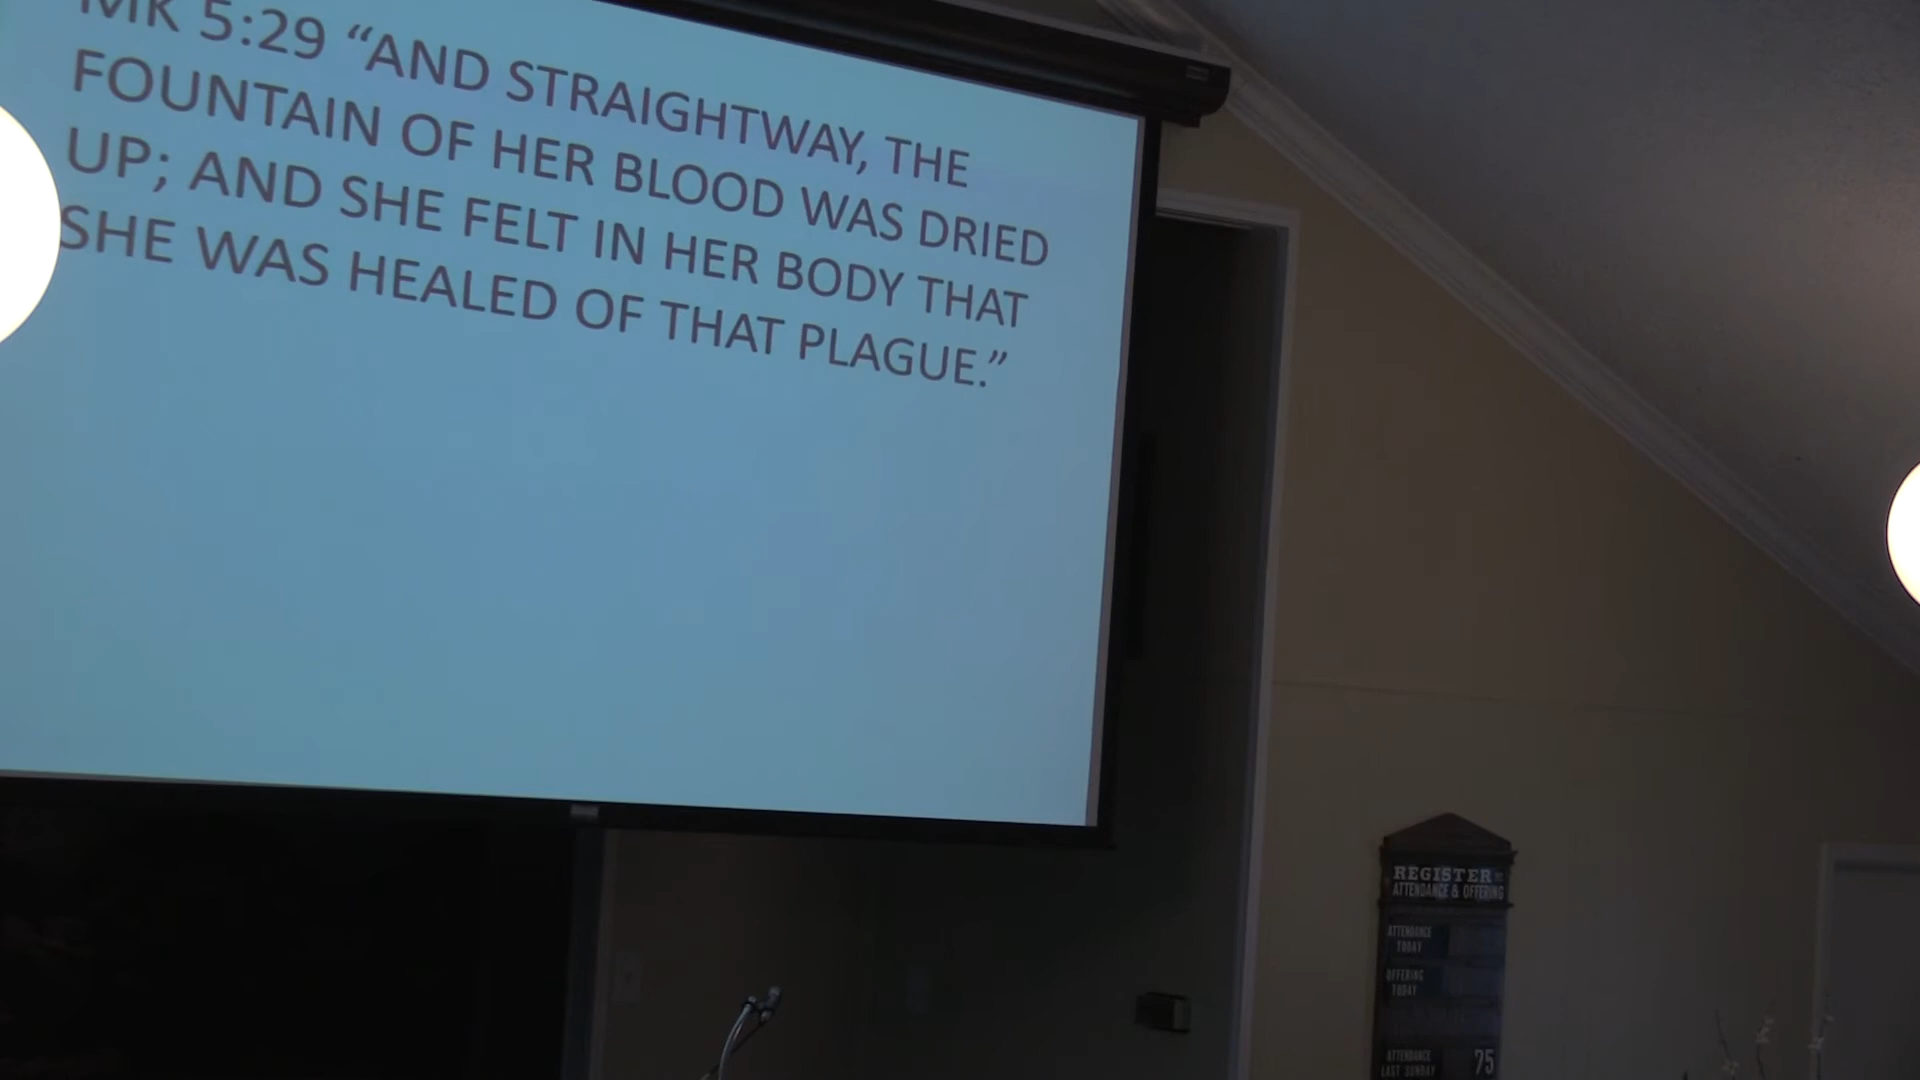 MK 5:29 “AND STRAIGHTWAY, THE
FOUNTAIN OF HER BLOOD WAS DRIED
UP; AND SHE FELT IN HER BODY THAT
SHE WAS HEALED OF THAT PLAGUE.”
REGISTER
ATTENDANCE & OFFERING
ATTENDANCE
TODAY
OFFERING
TODAY
ATTENDANCE
LAST SUNDAY 75